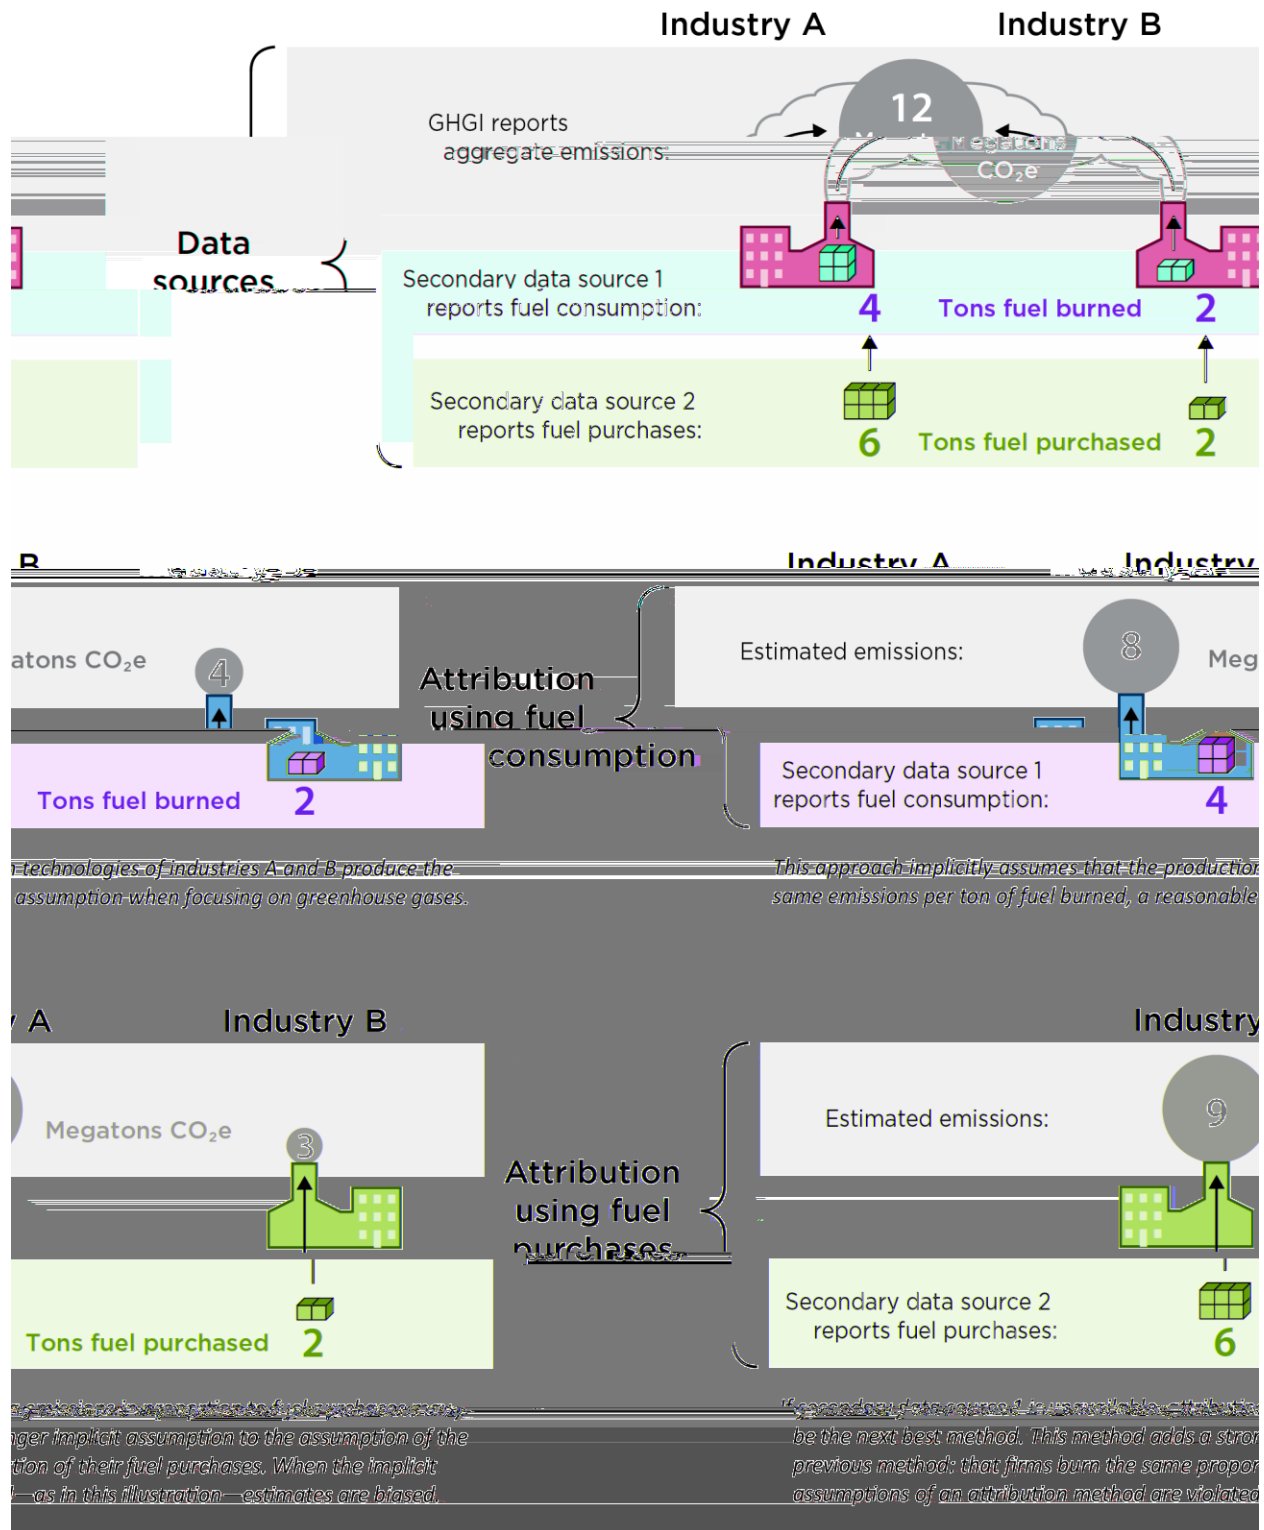 Industry A Industry B
GHGI reports
aggregate emissions:
12
CO₂e
Data
sources
Secondary data source 1
reports fuel consumption:
4 Tons fuel burned 2
Secondary data source 2
reports fuel purchases:
6 Tons fuel purchased 2
B Industry A Industry
atons CO₂e 4
Attribution
using fuel
consumption
Estimated emissions: 8 Meg
Tons fuel burned 2
Secondary data source 1
reports fuel consumption: 4
n technologies of industries A and B produce the
assumption when focusing on greenhouse gases.
This approach implicitly assumes that the production
same emissions per ton of fuel burned, a reasonable
y A Industry B Industry
Megatons CO₂e 3
Attribution
using fuel
purchases
Estimated emissions: 9
Tons fuel purchased 2
Secondary data source 2
reports fuel purchases: 6
nger implicit assumption to the assumption of the
tion of their fuel purchases. When the implicit
—as in this illustration—estimates are biased.
be the next best method. This method adds a stron
previous method: that firms burn the same propor
assumptions of an attribution method are violated